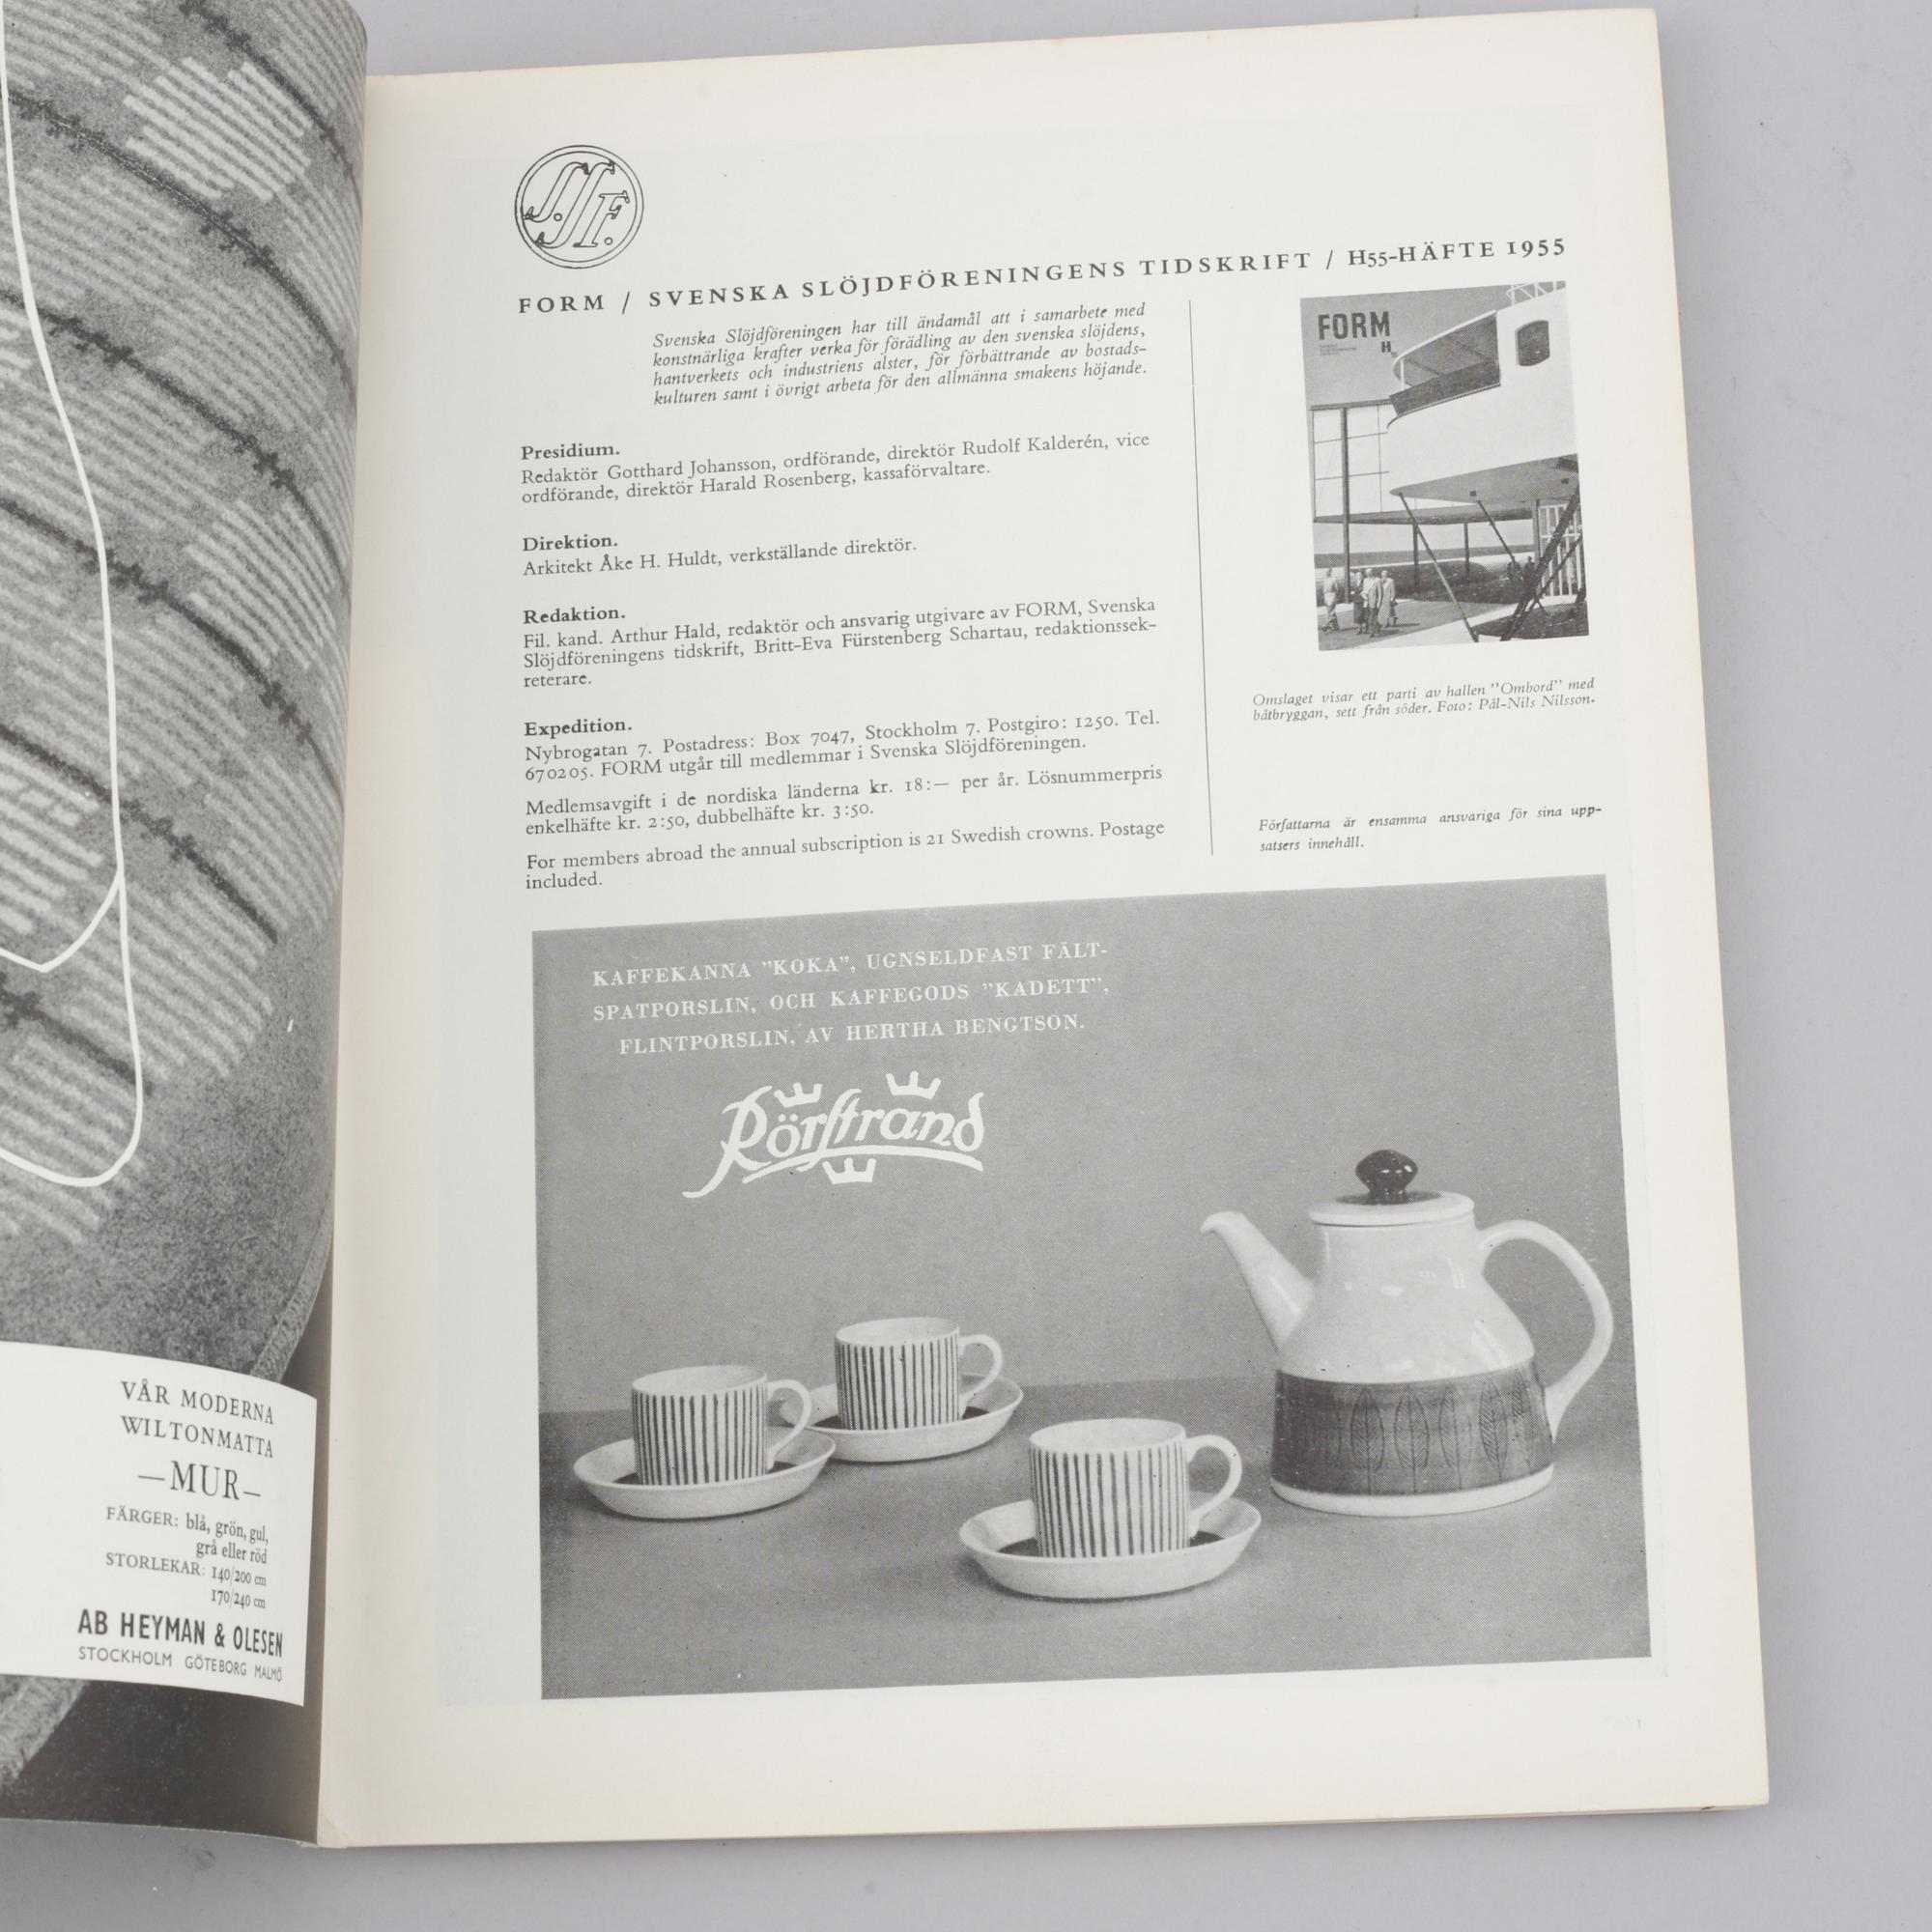 VÅR MODERNA
WILTONMATTA
—MUR—
FÄRGER: blå, grön, gul,
grå eller röd
STORLEKAR: 140/200 cm
170/240 cm
AB HEYMAN & OLESEN
STOCKHOLM GÖTEBORG MALMÖ
S.S.F.
FORM / SVENSKA SLÖJDFÖRENINGENS TIDSKRIFT / H55-HÄFTE 1955
Svenska Slöjdföreningen har till ändamål att i samarbete med
konstnärliga krafter verka för förädling av den svenska slöjdens,
hantverkets och industriens alster, för förbättrande av bostads-
kulturen samt i övrigt arbeta för den allmänna smakens höjande.
Presidium.
Redaktör Gotthard Johansson, ordförande, direktör Rudolf Kalderén, vice
ordförande, direktör Harald Rosenberg, kassaförvaltare.
Direktion.
Arkitekt Åke H. Huldt, verkställande direktör.
Redaktion.
Fil. kand. Arthur Hald, redaktör och ansvarig utgivare av FORM, Svenska
Slöjdföreningens tidskrift, Britt-Eva Fürstenberg Schartau, redaktionssek-
reterare.
Expedition.
Nybrogatan 7. Postadress: Box 7047, Stockholm 7. Postgiro: 1250. Tel.
670205. FORM utgår till medlemmar i Svenska Slöjdföreningen.
Medlemsavgift i de nordiska länderna kr. 18:— per år. Lösnummerpris
enkelhäfte kr. 2:50, dubbelhäfte kr. 3:50.
For members abroad the annual subscription is 21 Swedish crowns. Postage
included.
FORM
H55
Omslaget visar ett parti av hallen "Ombord" med
båtbryggan, sett från söder. Foto: Pål-Nils Nilsson.
Författarna är ensamma ansvariga för sina upp-
satsers innehåll.
KAFFEKANNA "KOKA", UGNSELDFAST FÄLT-
SPATPORSLIN, OCH KAFFEGODS "KADETT",
FLINTPORSLIN, AV HERTHA BENGTSON.
Rörstrand